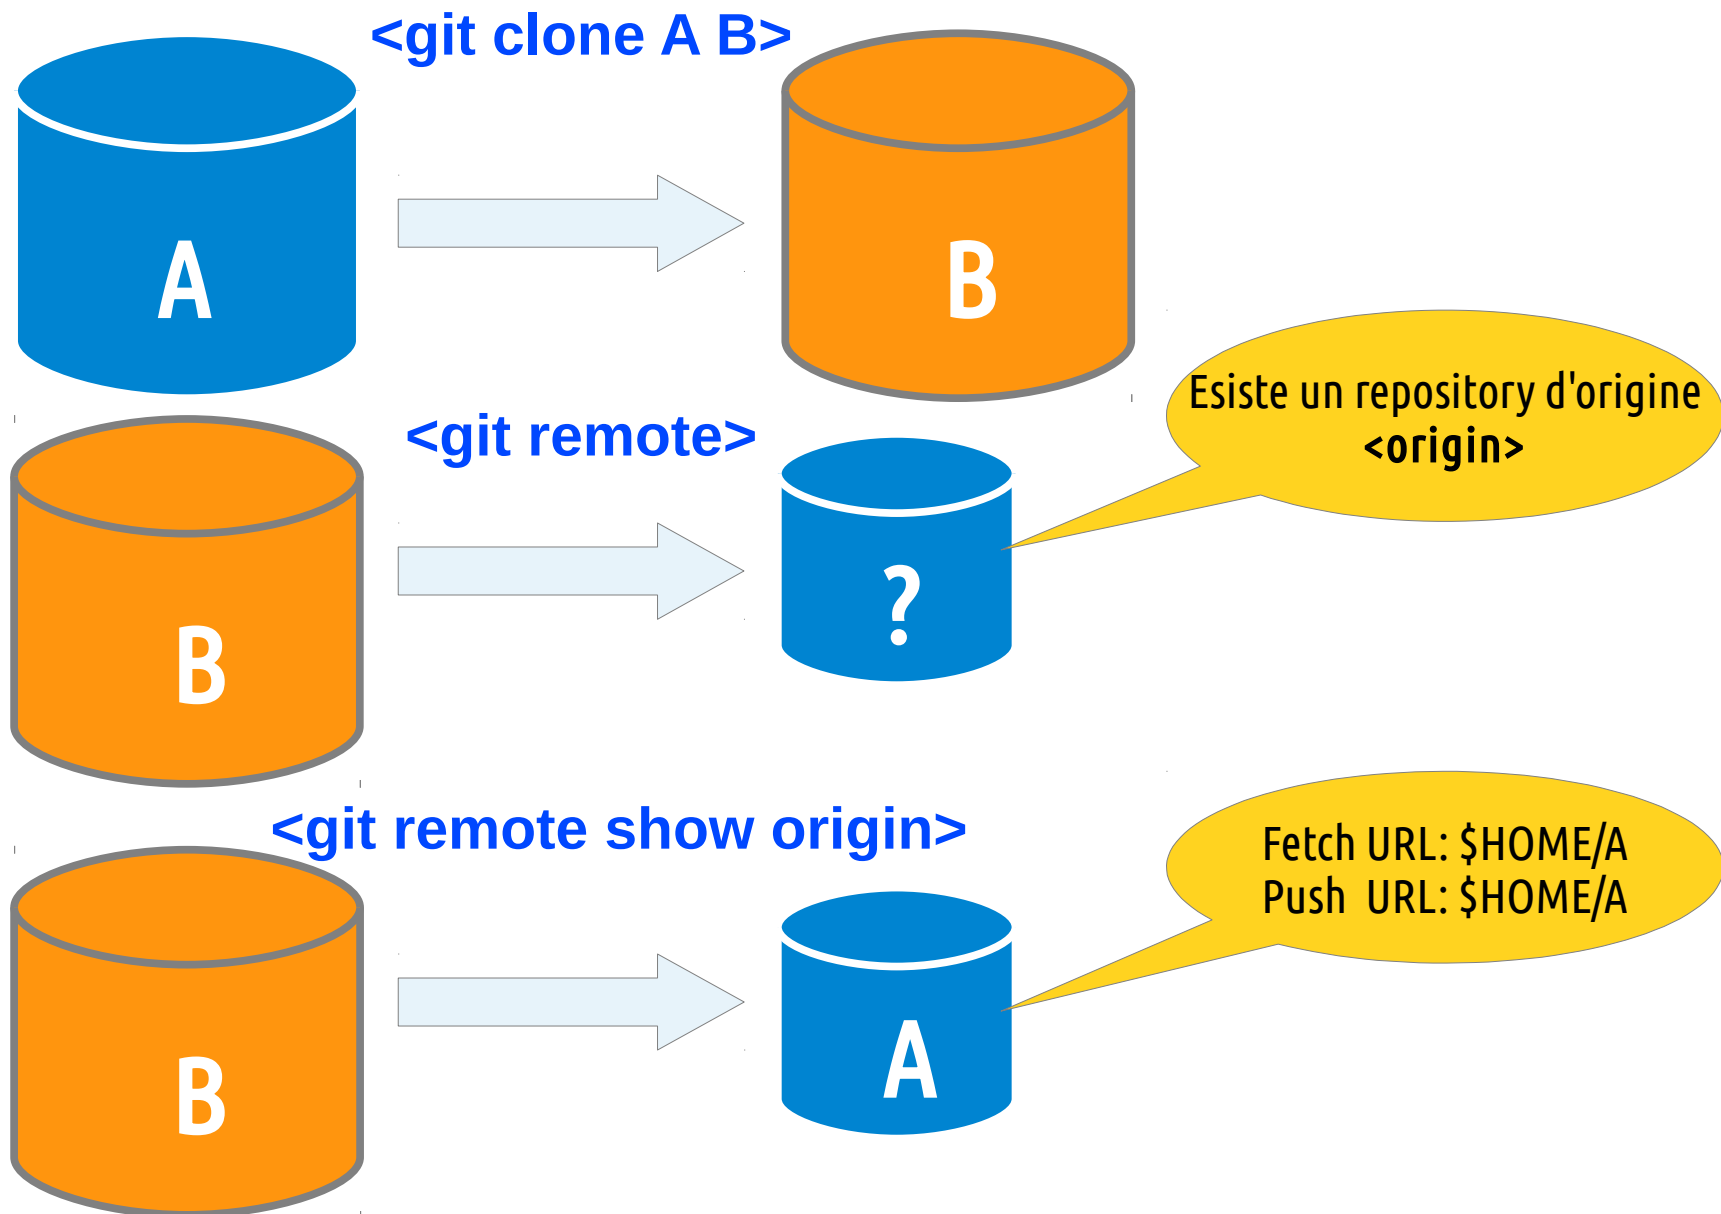 <git clone A B>
A
B
<git remote>
Esiste un repository d'origine
<origin>
B
?
<git remote show origin>
Fetch URL: $HOME/A
Push  URL: $HOME/A
B
A